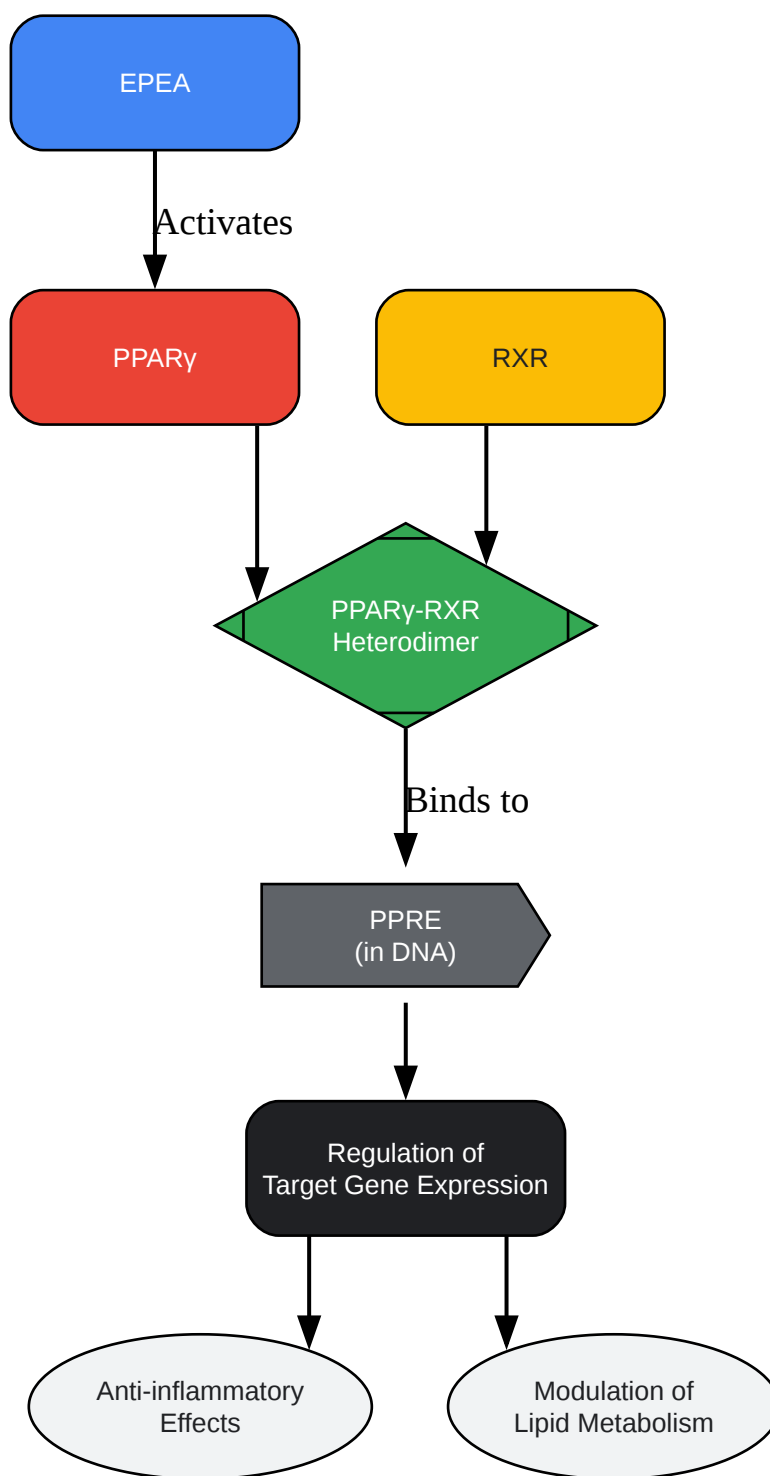 EPEA
Activates
PPARγ
RXR
PPARγ-RXR
Heterodimer
Binds to
PPRE
(in DNA)
Regulation of
Target Gene Expression
Anti-inflammatory
Effects
Modulation of
Lipid Metabolism